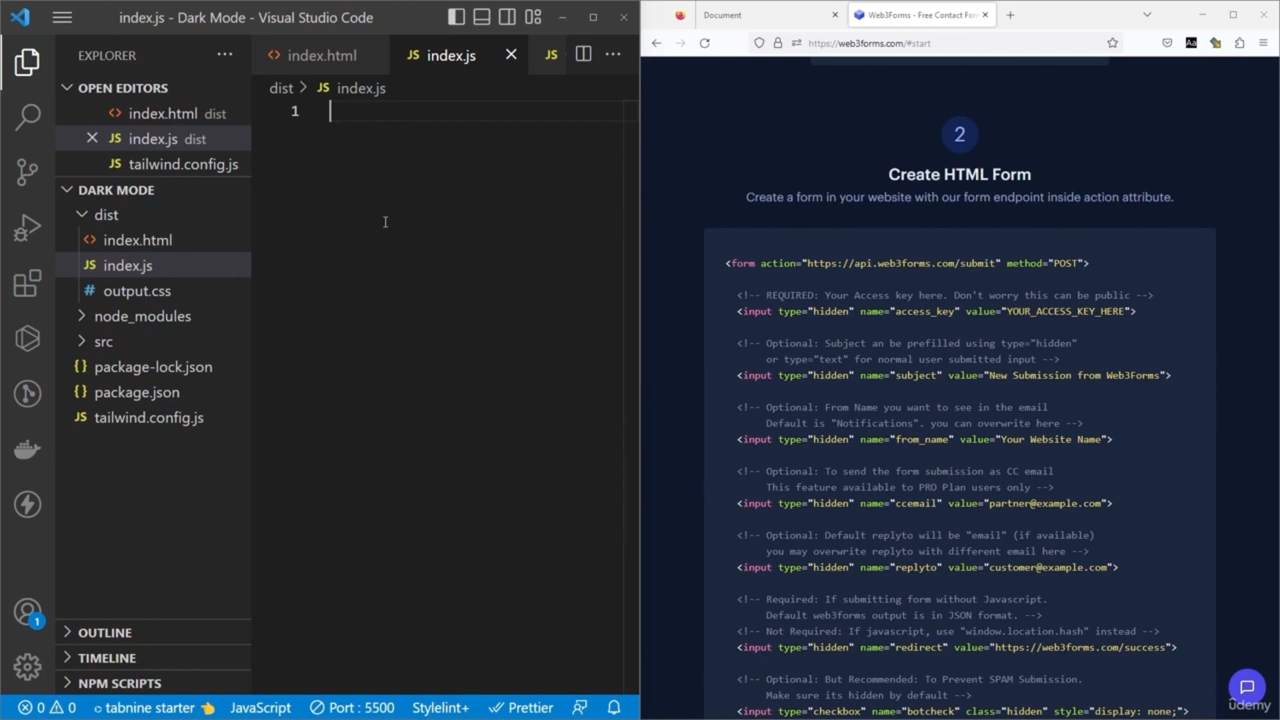 index.js - Dark Mode - Visual Studio Code
EXPLORER
OPEN EDITORS
index.html dist
index.js dist
tailwind.config.js
DARK MODE
dist
index.html
index.js
output.css
node_modules
src
package-lock.json
package.json
tailwind.config.js
OUTLINE
TIMELINE
NPM SCRIPTS
index.html
JS index.js
JS
dist > JS index.js
1
0 0 tabnine starter JavaScript Port : 5500 Stylelint+ Prettier
1
Document
Web3Forms - Free Contact For
https://web3forms.com/#start
2
Create HTML Form
Create a form in your website with our form endpoint inside action attribute.
<form action="https://api.web3forms.com/submit" method="POST">
<!-- REQUIRED: Your Access key here. Don't worry this can be public -->
<input type="hidden" name="access_key" value="YOUR_ACCESS_KEY_HERE">
<!-- Optional: Subject an be prefilled using type="hidden"
or type="text" for normal user submitted input -->
<input type="hidden" name="subject" value="New Submission from Web3Forms">
<!-- Optional: From Name you want to see in the email
Default is "Notifications". you can overwrite here -->
<input type="hidden" name="from_name" value="Your Website Name">
<!-- Optional: To send the form submission as CC email
This feature available to PRO Plan users only -->
<input type="hidden" name="ccemail" value="partner@example.com">
<!-- Optional: Default replyto will be "email" (if available)
you may overwrite replyto with different email here -->
<input type="hidden" name="replyto" value="customer@example.com">
<!-- Required: If submitting form without Javascript.
Default web3forms output is in JSON format. -->
<!-- Not Required: If javascript, use "window.location.hash" instead -->
<input type="hidden" name="redirect" value="https://web3forms.com/success">
<!-- Optional: But Recommended: To Prevent SPAM Submission.
Make sure its hidden by default -->
<input type="checkbox" name="botcheck" class="hidden" style="display: none;">
udemy